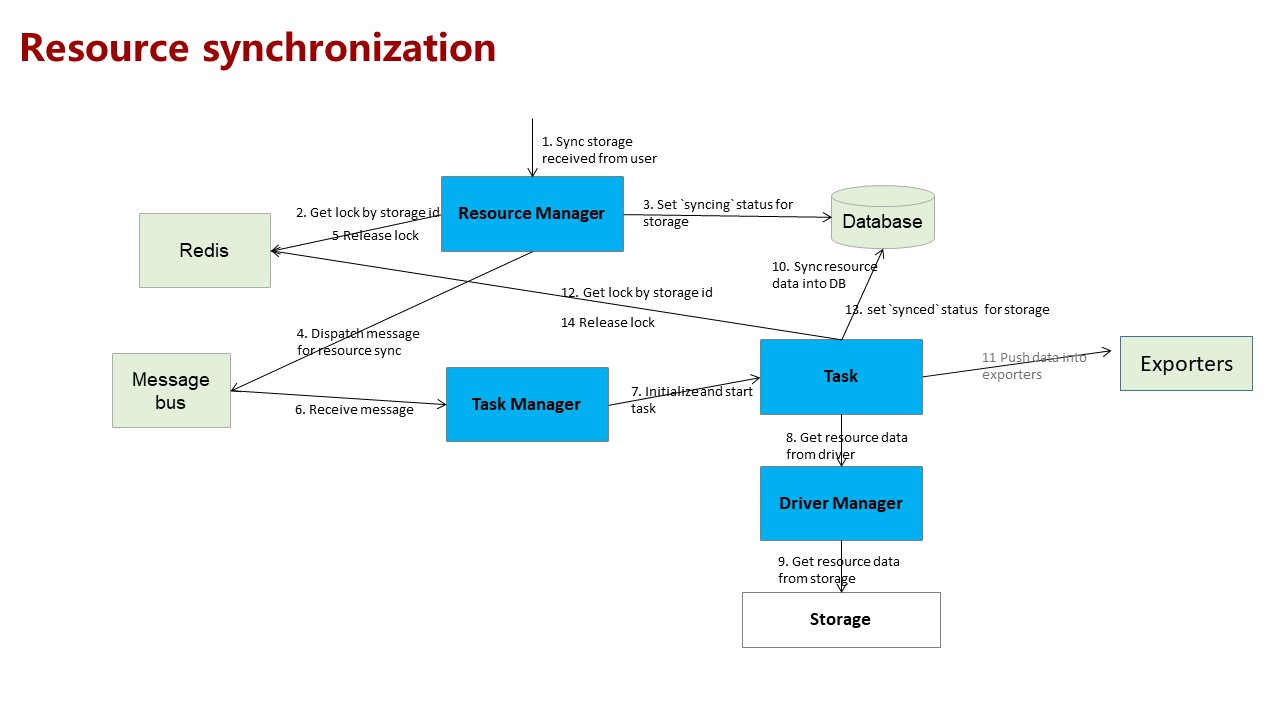 Resource synchronization
1. Sync storage
received from user
2. Get lock by storage id
5 Release lock
Resource Manager
3. Set `syncing` status for
storage
Database
Redis
10. Sync resource
data into DB
12. Get lock by storage id
14 Release lock
13. set `synced` status  for storage
4. Dispatch message
for resource sync
Message
bus
6. Receive message
Task Manager
7. Initialize and start
task
Task
11 Push data into
exporters
Exporters
8. Get resource data
from driver
Driver Manager
9. Get resource data
from storage
Storage